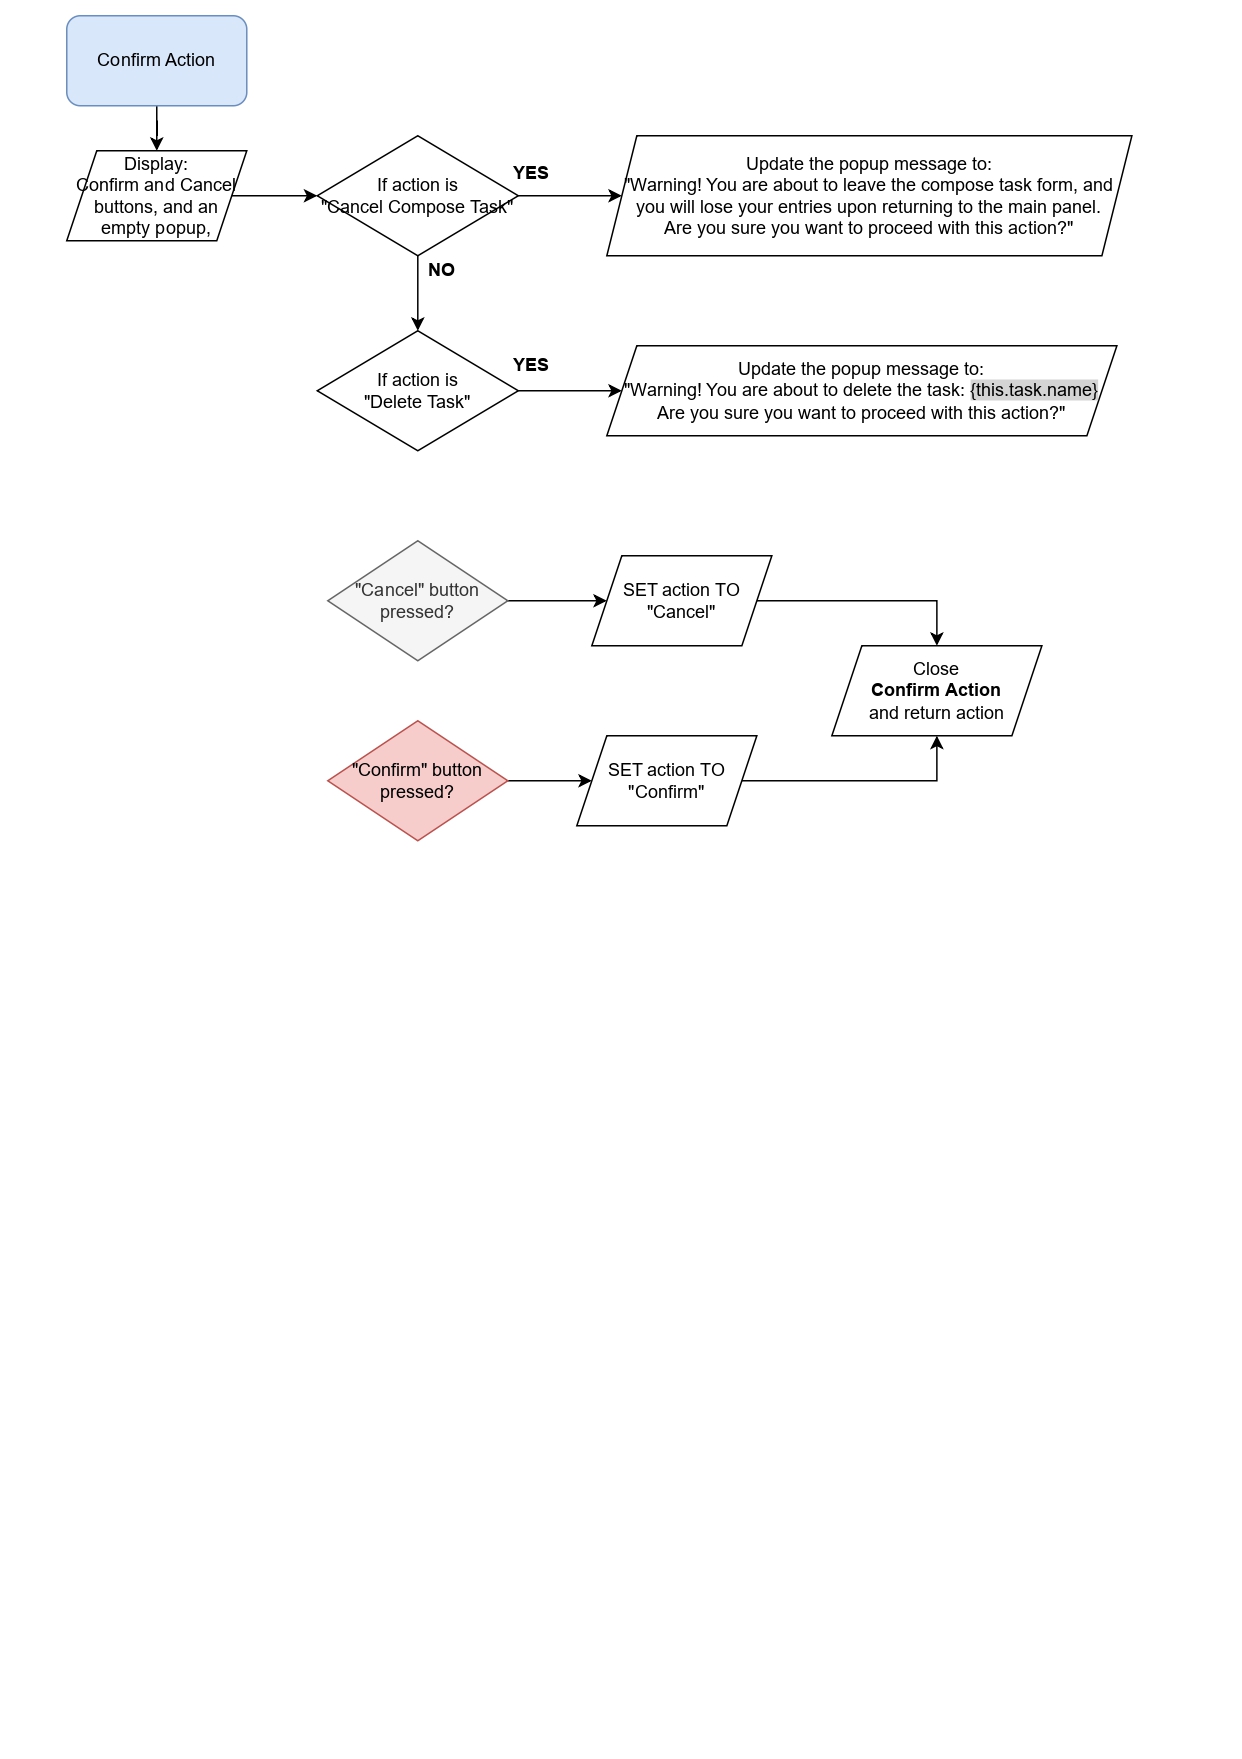 Confirm Action
Display:
Confirm and Cancel
buttons, and an
empty popup,
If action is
"Cancel Compose Task"
YES
Update the popup message to:
"Warning! You are about to leave the compose task form, and
you will lose your entries upon returning to the main panel.
Are you sure you want to proceed with this action?"
NO
If action is
"Delete Task"
YES
Update the popup message to:
"Warning! You are about to delete the task: {this.task.name}
Are you sure you want to proceed with this action?"
"Cancel" button
pressed?
SET action TO
"Cancel"
Close
Confirm Action
and return action
"Confirm" button
pressed?
SET action TO
"Confirm"